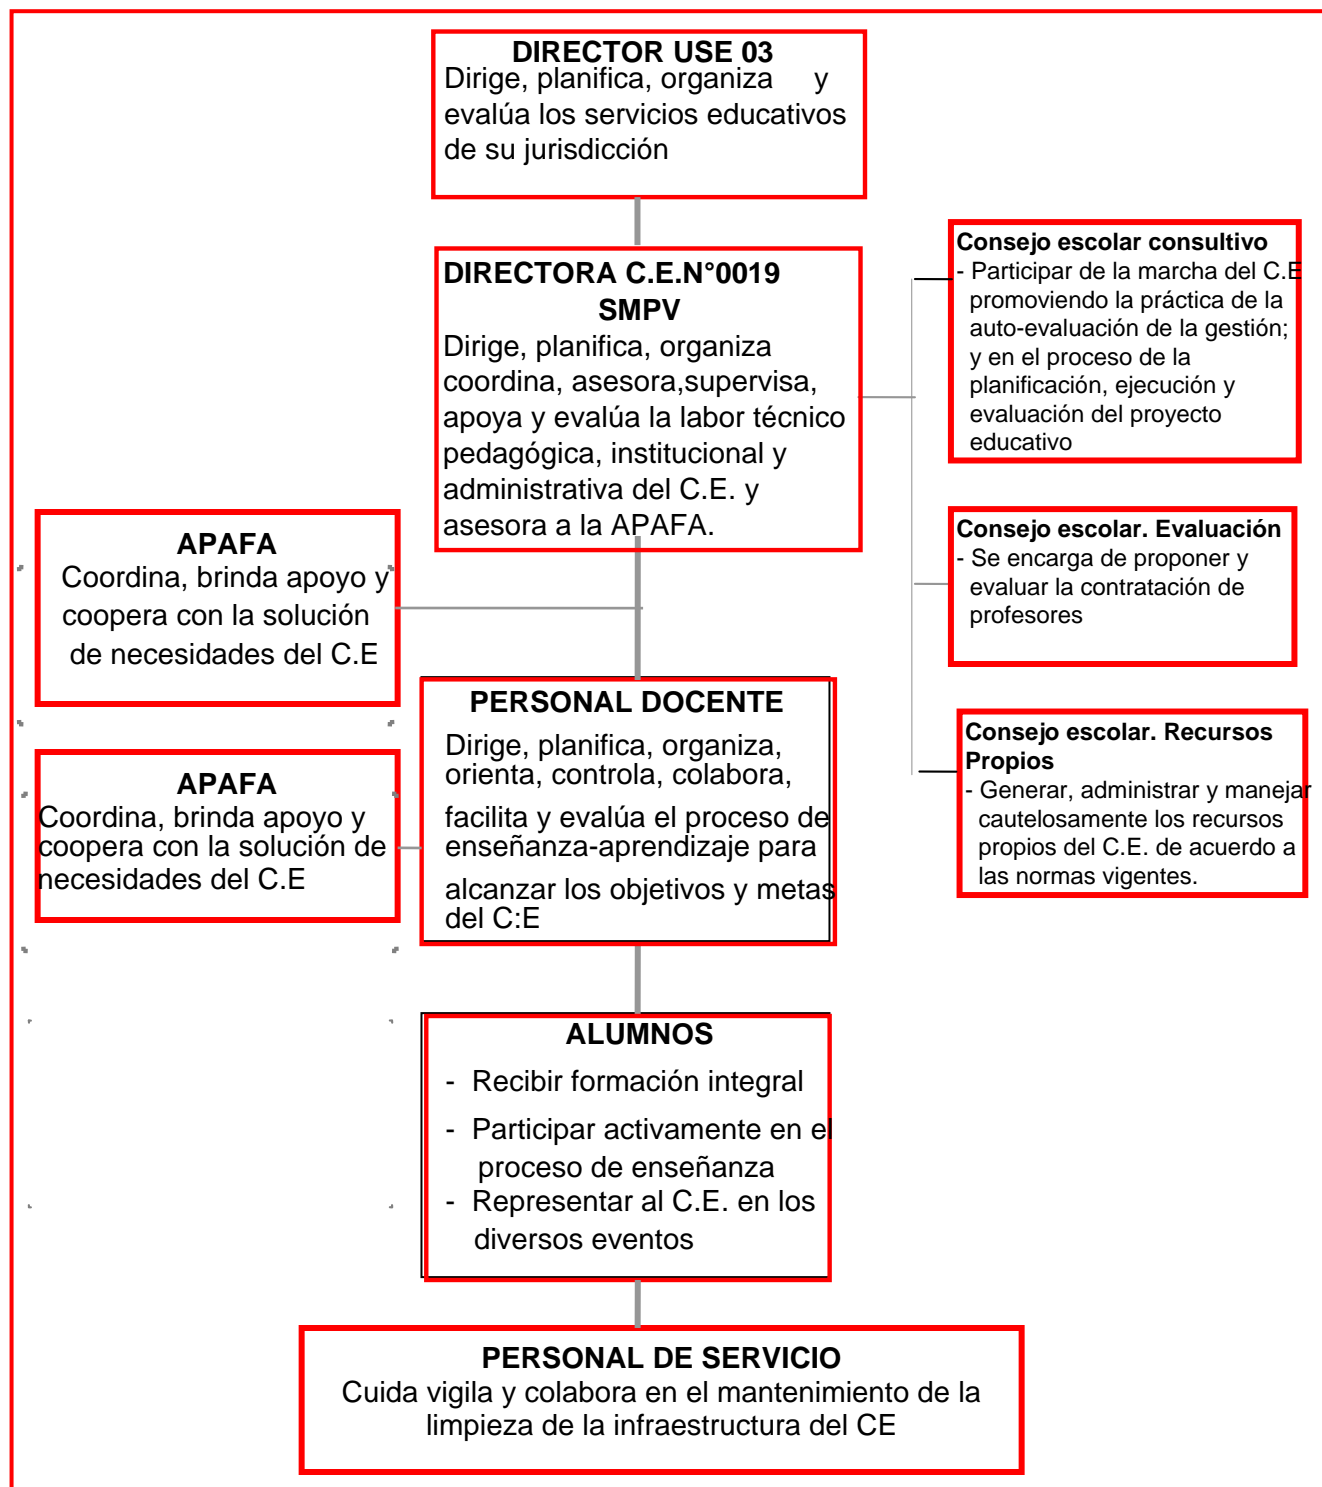 DIRECTOR USE 03
Dirige, planifica, organiza y
evalúa los servicios educativos
de su jurisdicción
DIRECTORA C.E.N°0019
SMPV
Dirige, planifica, organiza
coordina, asesora,supervisa,
apoya y evalúa la labor técnico
pedagógica, institucional y
administrativa del C.E. y
asesora a la APAFA.
Consejo escolar consultivo
- Participar de la marcha del C.E
promoviendo la práctica de la
auto-evaluación de la gestión;
y en el proceso de la
planificación, ejecución y
evaluación del proyecto
educativo
Consejo escolar. Evaluación
- Se encarga de proponer y
evaluar la contratación de
profesores
Consejo escolar. Recursos
Propios
- Generar, administrar y manejar
cautelosamente los recursos
propios del C.E. de acuerdo a
las normas vigentes.
APAFA
Coordina, brinda apoyo y
coopera con la solución
de necesidades del C.E
APAFA
Coordina, brinda apoyo y
coopera con la solución de
necesidades del C.E
PERSONAL DOCENTE
Dirige, planifica, organiza,
orienta, controla, colabora,
facilita y evalúa el proceso de
enseñanza-aprendizaje para
alcanzar los objetivos y metas
del C:E
ALUMNOS
- Recibir formación integral
- Participar activamente en el
proceso de enseñanza
- Representar al C.E. en los
diversos eventos
PERSONAL DE SERVICIO
Cuida vigila y colabora en el mantenimiento de la
limpieza de la infraestructura del CE